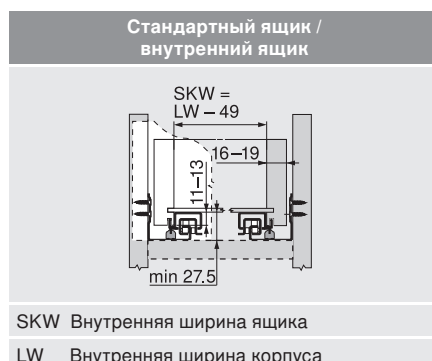 Стандартный ящик /
внутренний ящик
SKW =
LW – 49
16–19
11–13
min 27.5
SKW Внутренняя ширина ящика
LW Внутренняя ширина корпуса